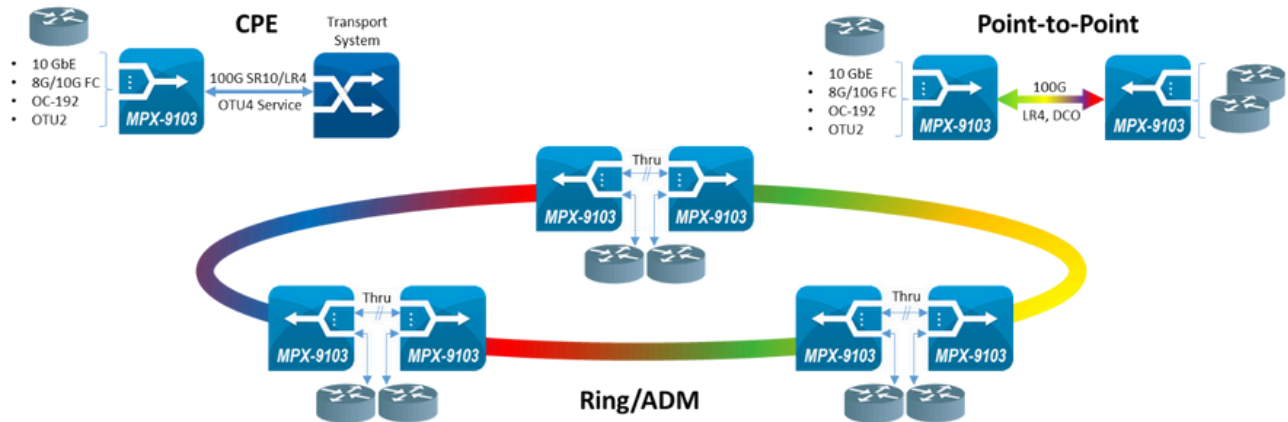 CPE
Transport
System
• 10 GbE
• 8G/10G FC
• OC-192
• OTU2
MPX-9103
100G SR10/LR4
OTU4 Service
Point-to-Point
• 10 GbE
• 8G/10G FC
• OC-192
• OTU2
MPX-9103
100G
LR4, DCO
MPX-9103
Thru
MPX-9103
MPX-9103
Thru
MPX-9103
MPX-9103
Thru
MPX-9103
MPX-9103
Ring/ADM